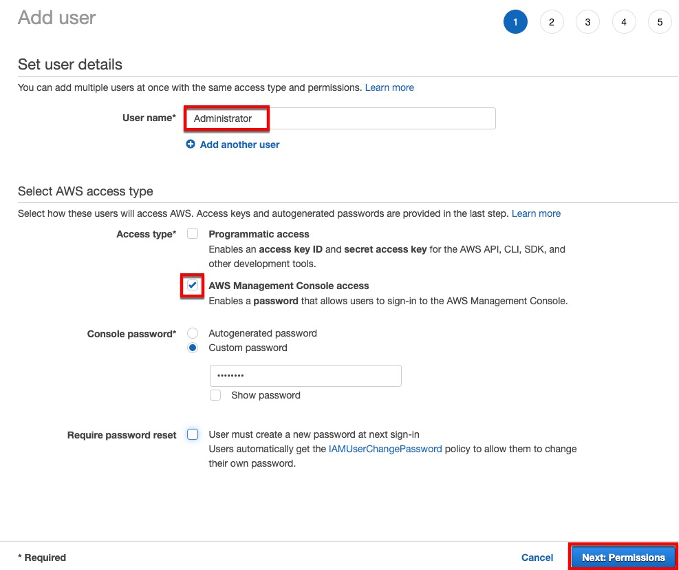 Add user
1 2 3 4 5
Set user details
You can add multiple users at once with the same access type and permissions. Learn more
User name* Administrator
Add another user
Select AWS access type
Select how these users will access AWS. Access keys and autogenerated passwords are provided in the last step. Learn more
Access type* Programmatic access
Enables an access key ID and secret access key for the AWS API, CLI, SDK, and
other development tools.
AWS Management Console access
Enables a password that allows users to sign-in to the AWS Management Console.
Console password* Autogenerated password
Custom password
••••••••
Show password
Require password reset User must create a new password at next sign-in
Users automatically get the IAMUserChangePassword policy to allow them to change
their own password.
* Required Cancel Next: Permissions